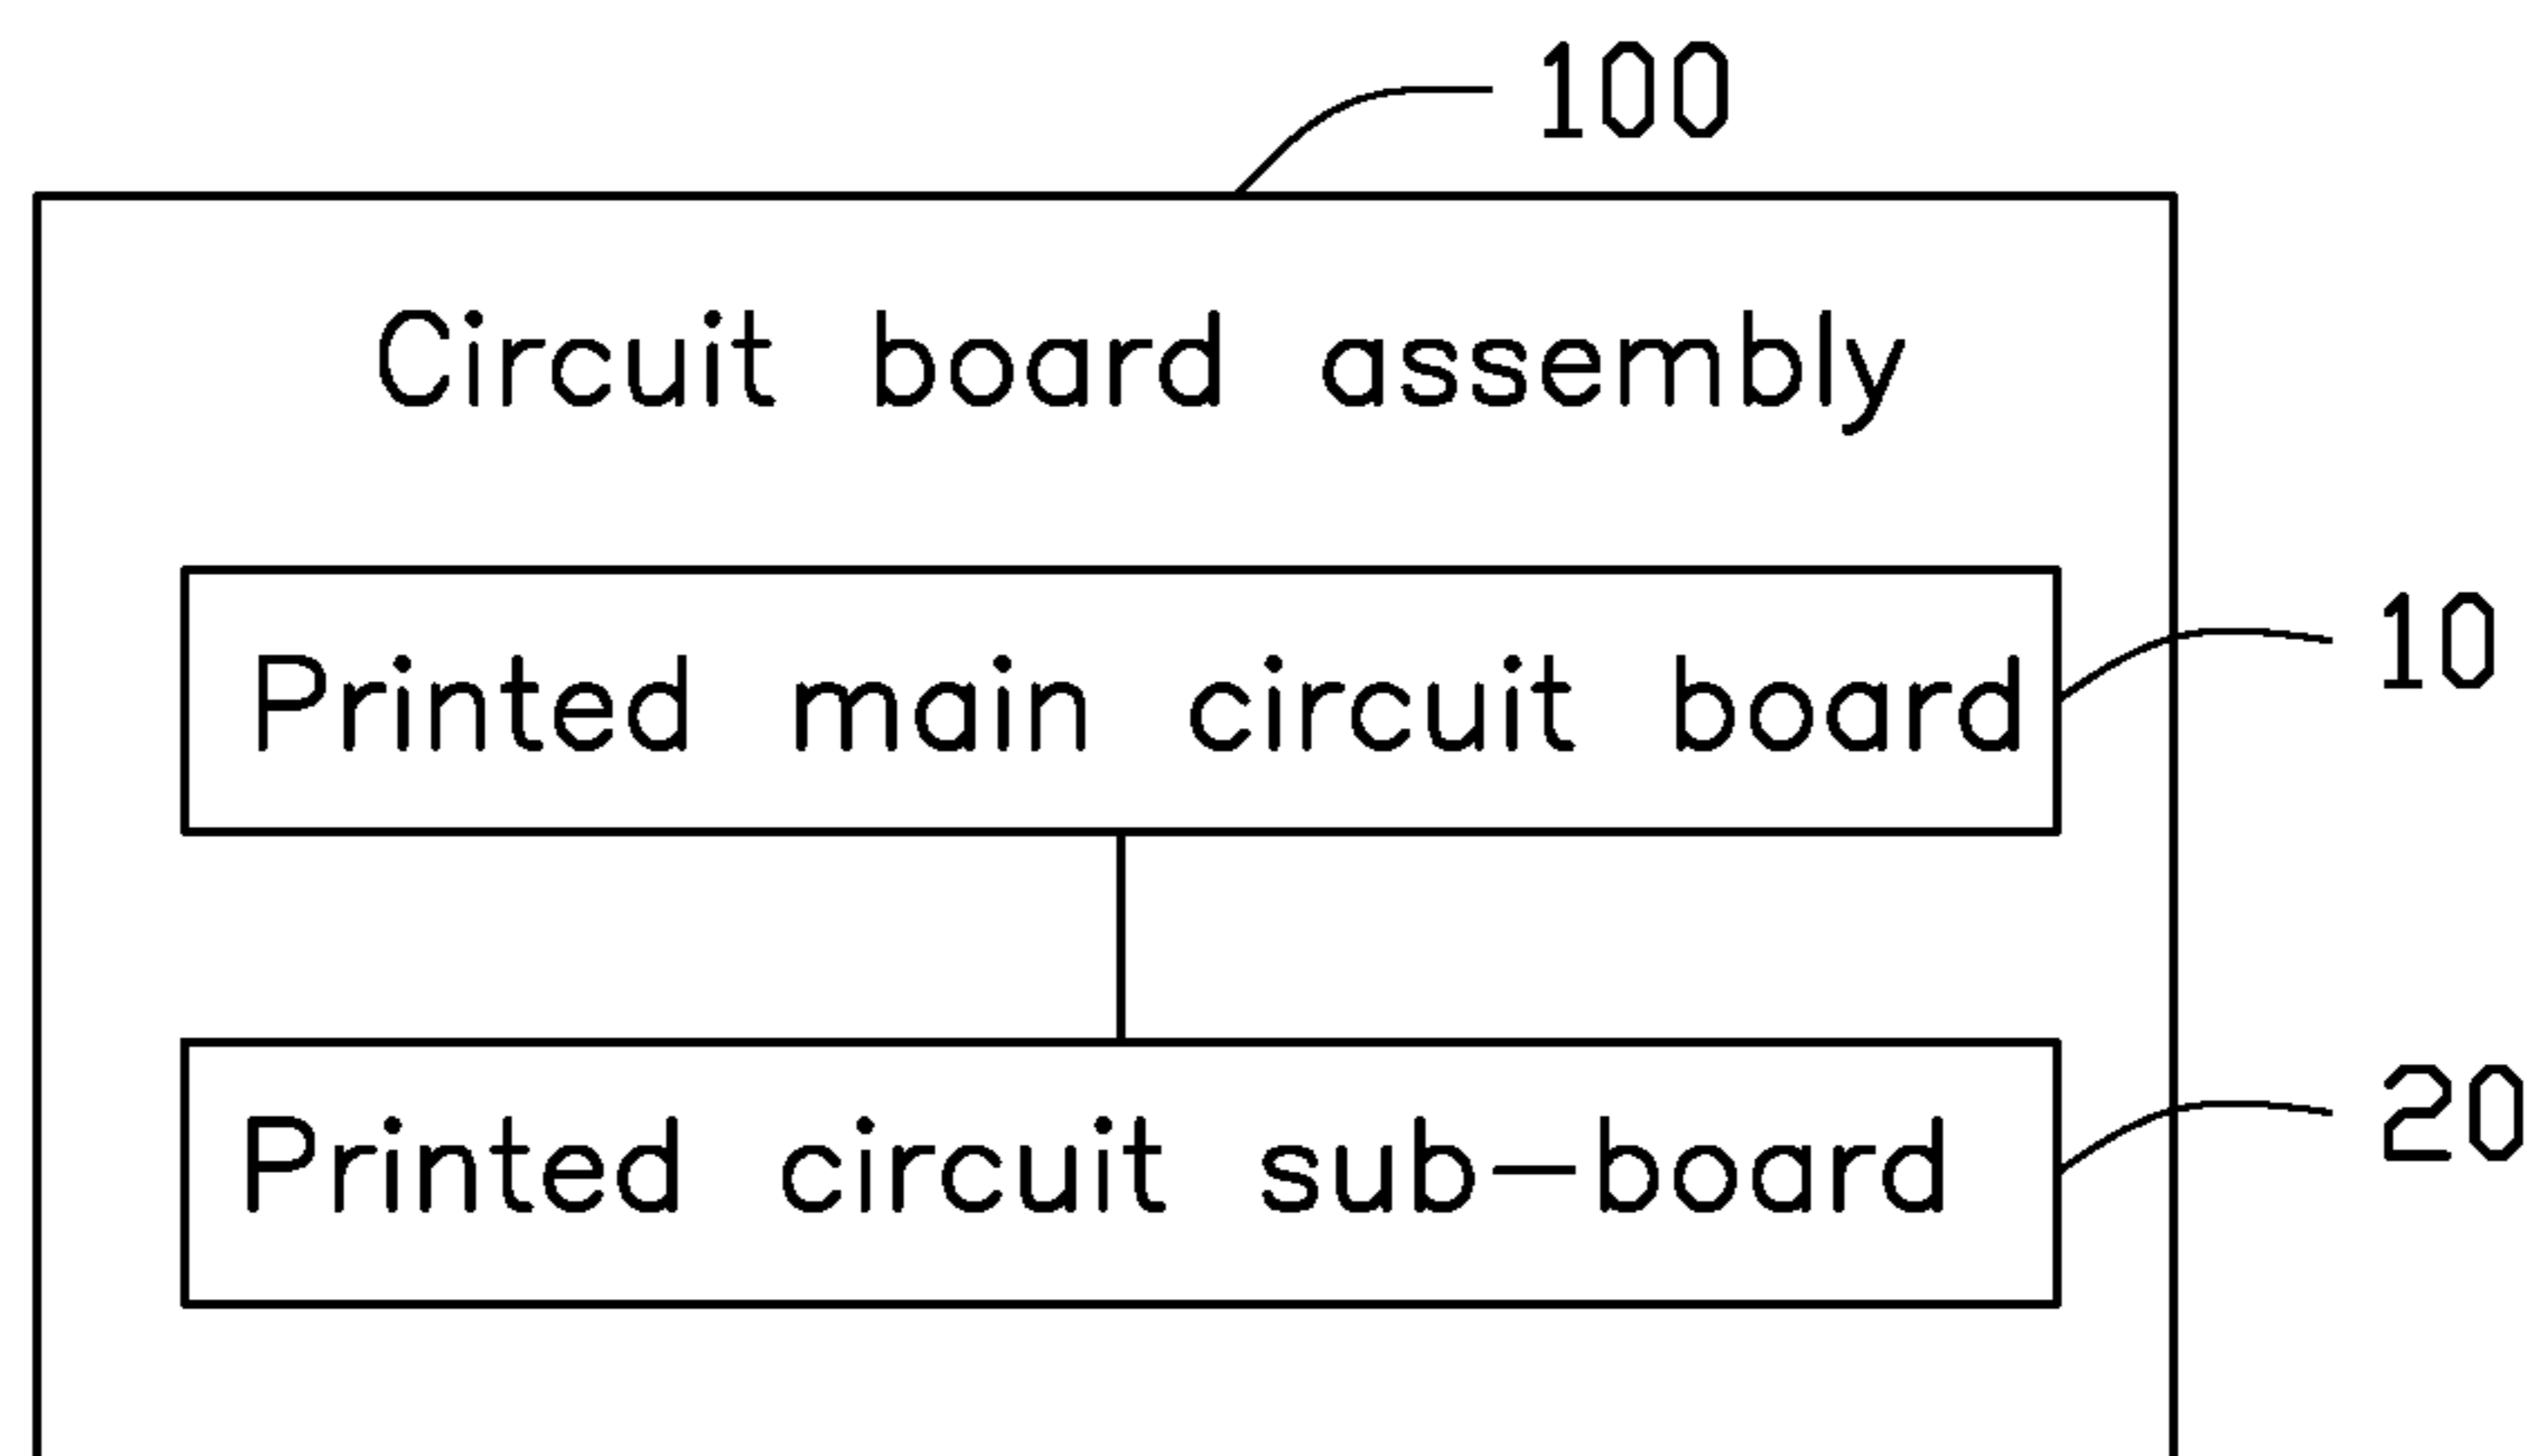 100
Circuit board assembly
Printed main circuit board
10
Printed circuit sub-board
20